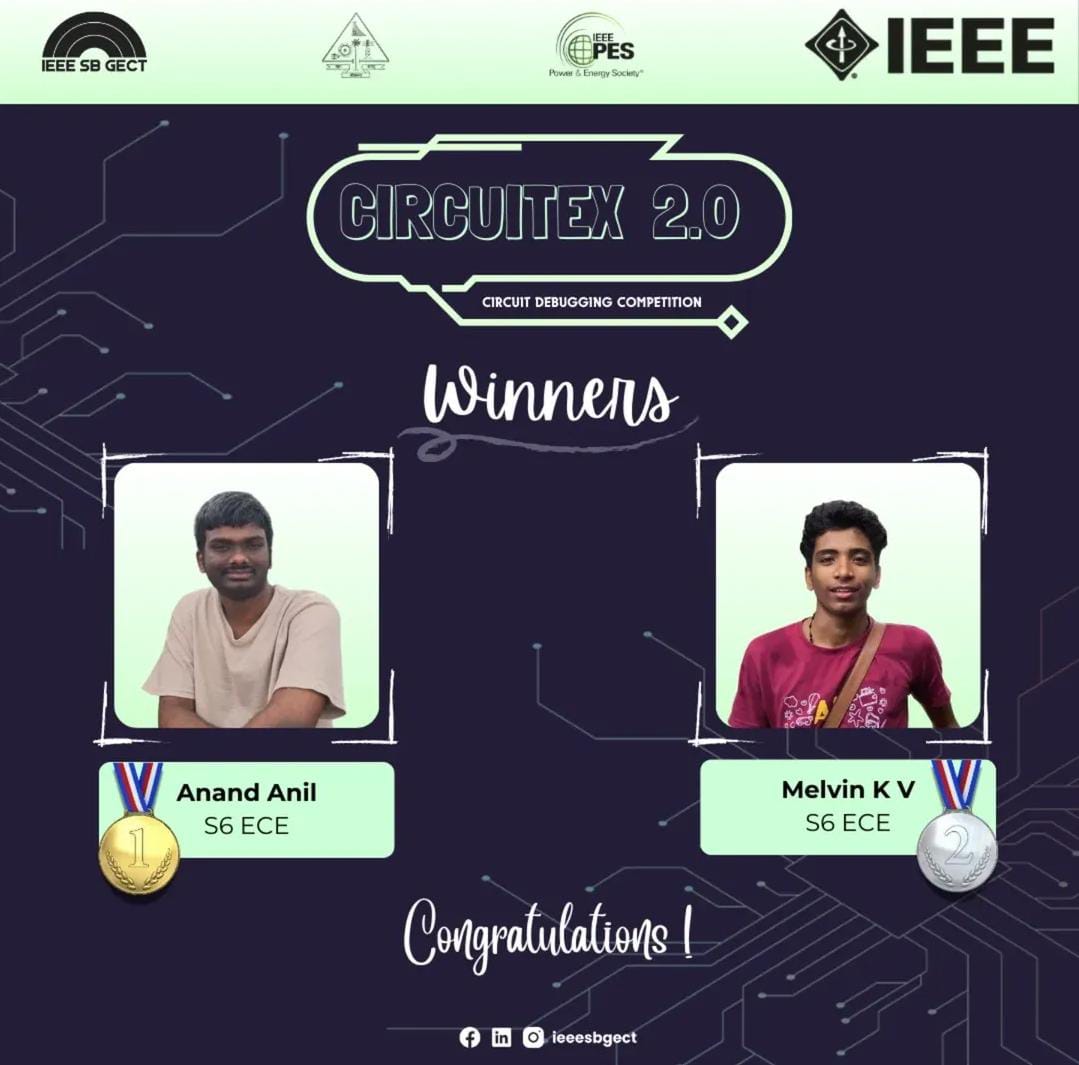 IEEE SB GECT
IEEE
PES
Power & Energy Society®
IEEE
CIRCUITEX 2.0
CIRCUIT DEBUGGING COMPETITION
Winners
Anand Anil
S6 ECE
1
Melvin K V
S6 ECE
2
Congratulations !
ieeesbgect